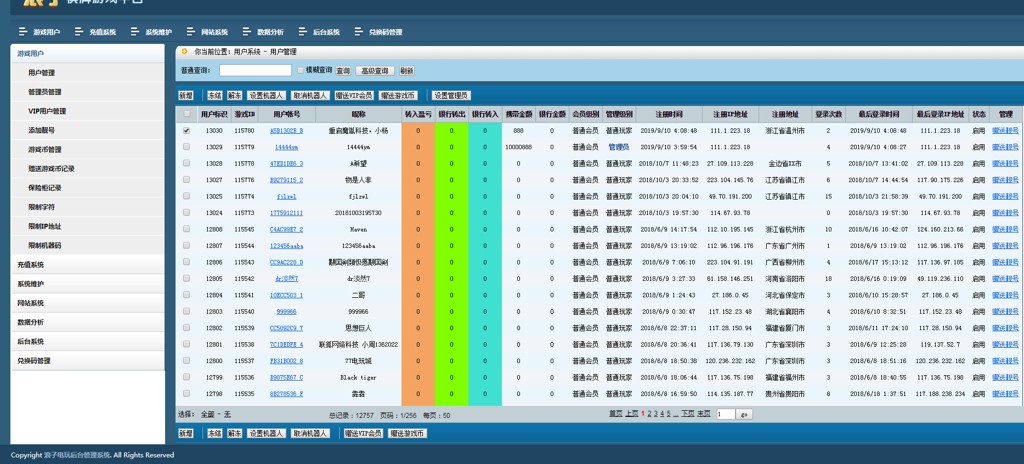 棋牌游戏平台
游戏用户 充值系统 系统维护 网站系统 数据分析 后台系统 兑换码管理
游戏用户
用户管理
管理员管理
VIP用户管理
添加靓号
游戏币管理
赠送游戏币记录
保险柜记录
限制字符
限制IP地址
限制机器码
充值系统
系统维护
网站系统
数据分析
后台系统
兑换码管理
你当前位置：用户系统 - 用户管理
普通查询： 模糊查询 查询 高级查询 刷新
新增 冻结 解冻 设置机器人 取消机器人 赠送VIP会员 赠送游戏币 设置管理员
用户标识 游戏ID 用户帐号 昵称 转入盈亏 银行转出 银行转入 携带金额 银行金额 会员级别 管理级别 注册时间 注册IP地址 注册地址 登录次数 最后登录时间 最后登录IP地址 状态 管理
13030 115780 A5B1302B_B 重启魔胤科技，小杨 0 0 0 888 0 普通会员 普通玩家 2019/9/10 4:08:48 111.1.223.18 浙江省温州市 2 2019/9/10 4:08:48 111.1.223.18 启用 赠送靓号
13029 115779 14444ym 14444ym 0 0 0 10000888 0 普通会员 管理员 2019/9/10 3:59:54 111.1.223.18 4 2019/9/10 4:08:27 111.1.223.18 启用 赠送靓号
13028 115778 47ED1DB6_3 A希望 0 0 0 0 0 普通会员 普通玩家 2018/10/7 11:48:23 27.109.113.228 金边省XX市 5 2018/10/7 13:41:02 27.109.113.228 启用 赠送靓号
13027 115776 B9279115_2 物是人非 0 0 0 0 0 普通会员 普通玩家 2018/10/3 20:33:52 223.104.145.76 江苏省镇江市 6 2018/10/7 14:44:54 117.90.175.226 启用 赠送靓号
13025 115774 fjlrwl fjlrwl 0 0 0 0 0 普通会员 普通玩家 2018/10/3 20:04:10 49.70.191.200 江苏省镇江市 15 2018/10/3 21:58:39 49.70.191.200 启用 赠送靓号
13024 115773 1775912111 20181003195730 0 0 0 0 0 普通会员 普通玩家 2018/10/3 19:57:30 114.67.93.78 0 2018/10/3 19:57:30 114.67.93.78 启用 赠送靓号
12808 115545 C4AC99E7_2 Haven 0 0 0 0 0 普通会员 普通玩家 2018/6/9 14:17:54 112.10.195.145 浙江省杭州市 10 2018/6/16 10:42:07 124.160.213.66 启用 赠送靓号
12807 115544 123456aaba 123456aaba 0 0 0 0 0 普通会员 普通玩家 2018/6/9 13:19:02 112.96.196.176 广东省广州市 1 2018/6/9 13:19:02 112.96.196.176 启用 赠送靓号
12806 115543 CC9AC228_D 0 0 0 0 0 普通会员 普通玩家 2018/6/9 7:06:10 223.104.91.191 广西省柳州市 4 2018/6/17 15:13:12 117.136.97.185 启用 赠送靓号
12805 115542 dr淡然T dr淡然T 0 0 0 0 0 普通会员 普通玩家 2018/6/9 3:27:33 61.158.146.251 河南省洛阳市 18 2018/6/16 0:19:09 49.119.236.110 启用 赠送靓号
12804 115541 10ECC503_1 二哥 0 0 0 0 0 普通会员 普通玩家 2018/6/9 1:24:43 27.186.0.45 河北省保定市 3 2018/6/10 15:28:57 27.186.0.45 启用 赠送靓号
12803 115540 999966 999966 0 0 0 0 0 普通会员 普通玩家 2018/6/9 0:30:47 117.152.23.48 湖北省襄阳市 4 2018/6/10 8:32:51 117.152.23.48 启用 赠送靓号
12802 115539 CC5092C9_7 思想巨人 0 0 0 0 0 普通会员 普通玩家 2018/6/8 22:37:11 117.28.150.94 福建省厦门市 3 2018/6/11 17:24:10 117.28.150.94 启用 赠送靓号
12801 115538 7C1BEDFE_4 联弧网络科技 小周1362022 0 0 0 0 0 普通会员 普通玩家 2018/6/8 20:36:41 117.136.79.130 广东省深圳市 3 2018/6/9 12:25:28 119.137.52.7 启用 赠送靓号
12800 115537 FB31B002_8 77电玩城 0 0 0 0 0 普通会员 普通玩家 2018/6/8 18:50:38 120.236.232.162 广东省深圳市 3 2018/6/8 18:51:16 120.236.232.162 启用 赠送靓号
12799 115536 B9875E67_C Black tiger 0 0 0 0 0 普通会员 普通玩家 2018/6/8 18:06:44 117.136.75.198 福建省福州市 3 2018/6/8 18:40:55 117.136.75.198 启用 赠送靓号
12798 115535 8E278536_F 霖霖 0 0 0 0 0 普通会员 普通玩家 2018/6/8 16:59:50 114.135.187.77 贵州省贵阳市 8 2018/6/18 1:37:51 117.188.238.234 启用 赠送靓号
选择： 全部 - 无 总记录：12757 页码：1/256 每页：50 首页 上页 1 2 3 4 5 ... 下页 末页 1 go
新增 冻结 解冻 设置机器人 取消机器人 赠送VIP会员 赠送游戏币
Copyright 浪子电玩后台管理系统. All Rights Reserved